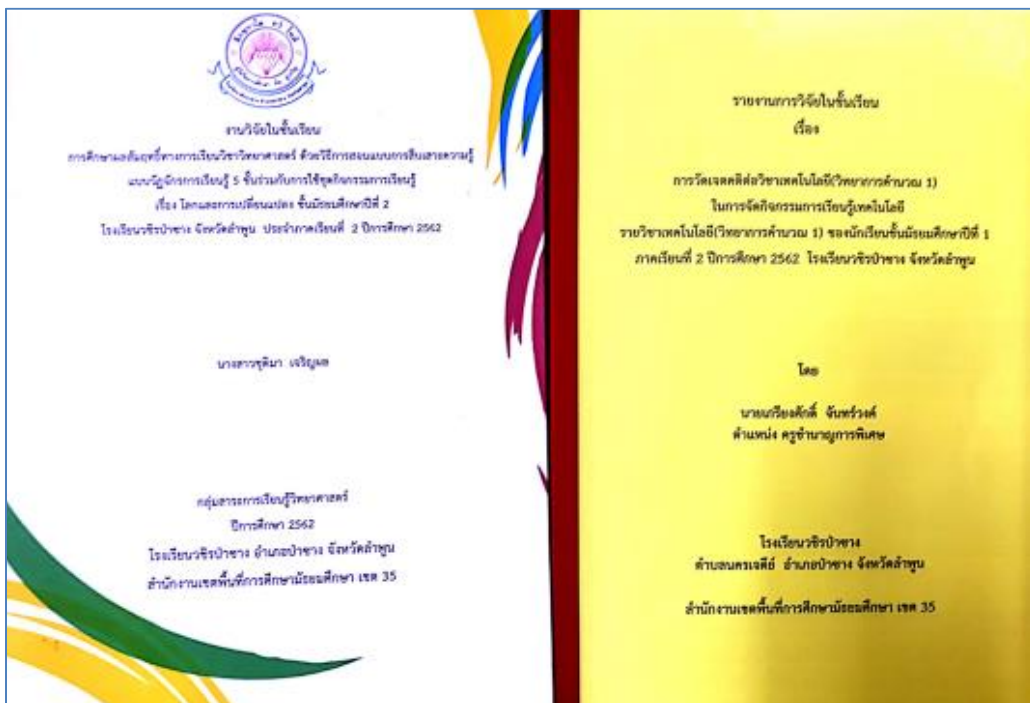 งานวิจัยในชั้นเรียน
การศึกษาผลสัมฤทธิ์ทางการเรียนวิชาวิทยาศาสตร์ ด้วยวิธีการสอนแบบการสืบเสาะความรู้
แบบวัฏจักรการเรียนรู้ 5 ขั้นร่วมกับการใช้ชุดกิจกรรมการเรียนรู้
เรื่อง โลกและการเปลี่ยนแปลง ชั้นมัธยมศึกษาปีที่ 2
โรงเรียนวชิรป่าซาง จังหวัดลำพูน ประจำภาคเรียนที่ 2 ปีการศึกษา 2562
นางสาวชุติมา เจริญผล
กลุ่มสาระการเรียนรู้วิทยาศาสตร์
ปีการศึกษา 2562
โรงเรียนวชิรป่าซาง อำเภอป่าซาง จังหวัดลำพูน
สำนักงานเขตพื้นที่การศึกษามัธยมศึกษา เขต 35
รายงานการวิจัยในชั้นเรียน
เรื่อง
การวัดเจตคติต่อวิชาเทคโนโลยี(วิทยาการคำนวณ 1)
ในการจัดกิจกรรมการเรียนรู้เทคโนโลยี
รายวิชาเทคโนโลยี(วิทยาการคำนวณ 1) ของนักเรียนชั้นมัธยมศึกษาปีที่ 1
ภาคเรียนที่ 2 ปีการศึกษา 2562 โรงเรียนวชิรป่าซาง จังหวัดลำพูน
โดย
นายเกรียงศักดิ์ จันทร์วงค์
ตำแหน่ง ครูชำนาญการพิเศษ
โรงเรียนวชิรป่าซาง
ตำบลนครเจดีย์ อำเภอป่าซาง จังหวัดลำพูน
สำนักงานเขตพื้นที่การศึกษามัธยมศึกษา เขต 35